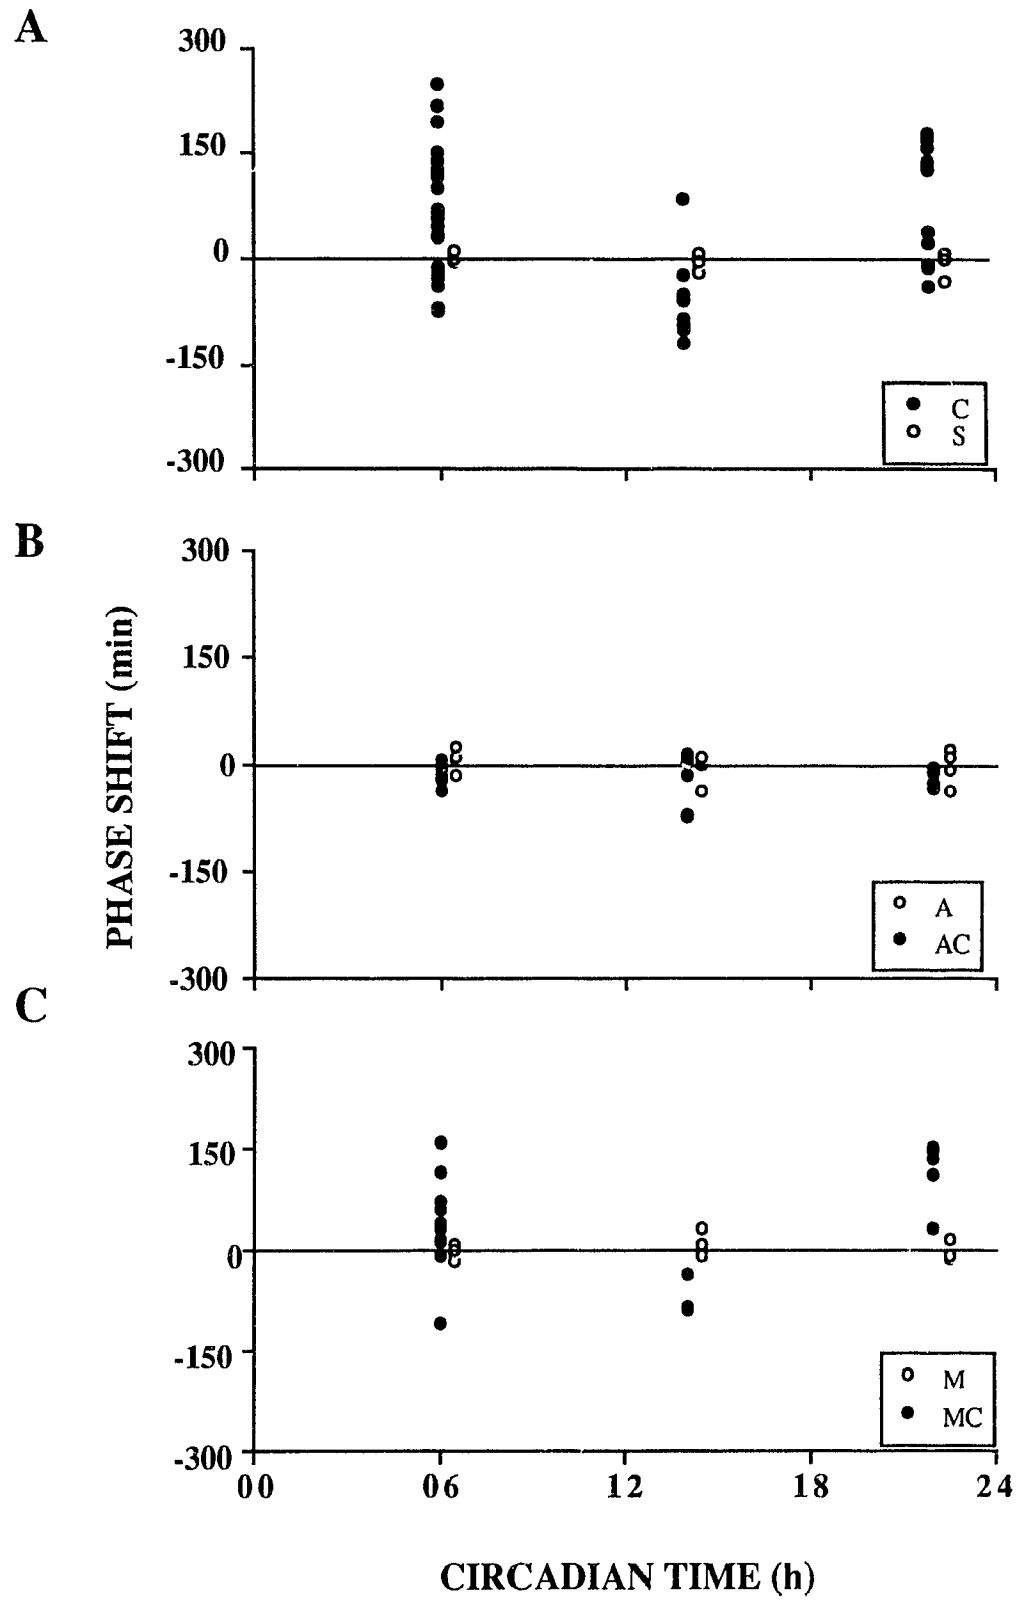 A
300
150
0
-150
-300
C
S
B
300
150
0
-150
-300
A
AC
PHASE SHIFT (min)
C
300
150
0
-150
-300
M
MC
00 06 12 18 24
CIRCADIAN TIME (h)